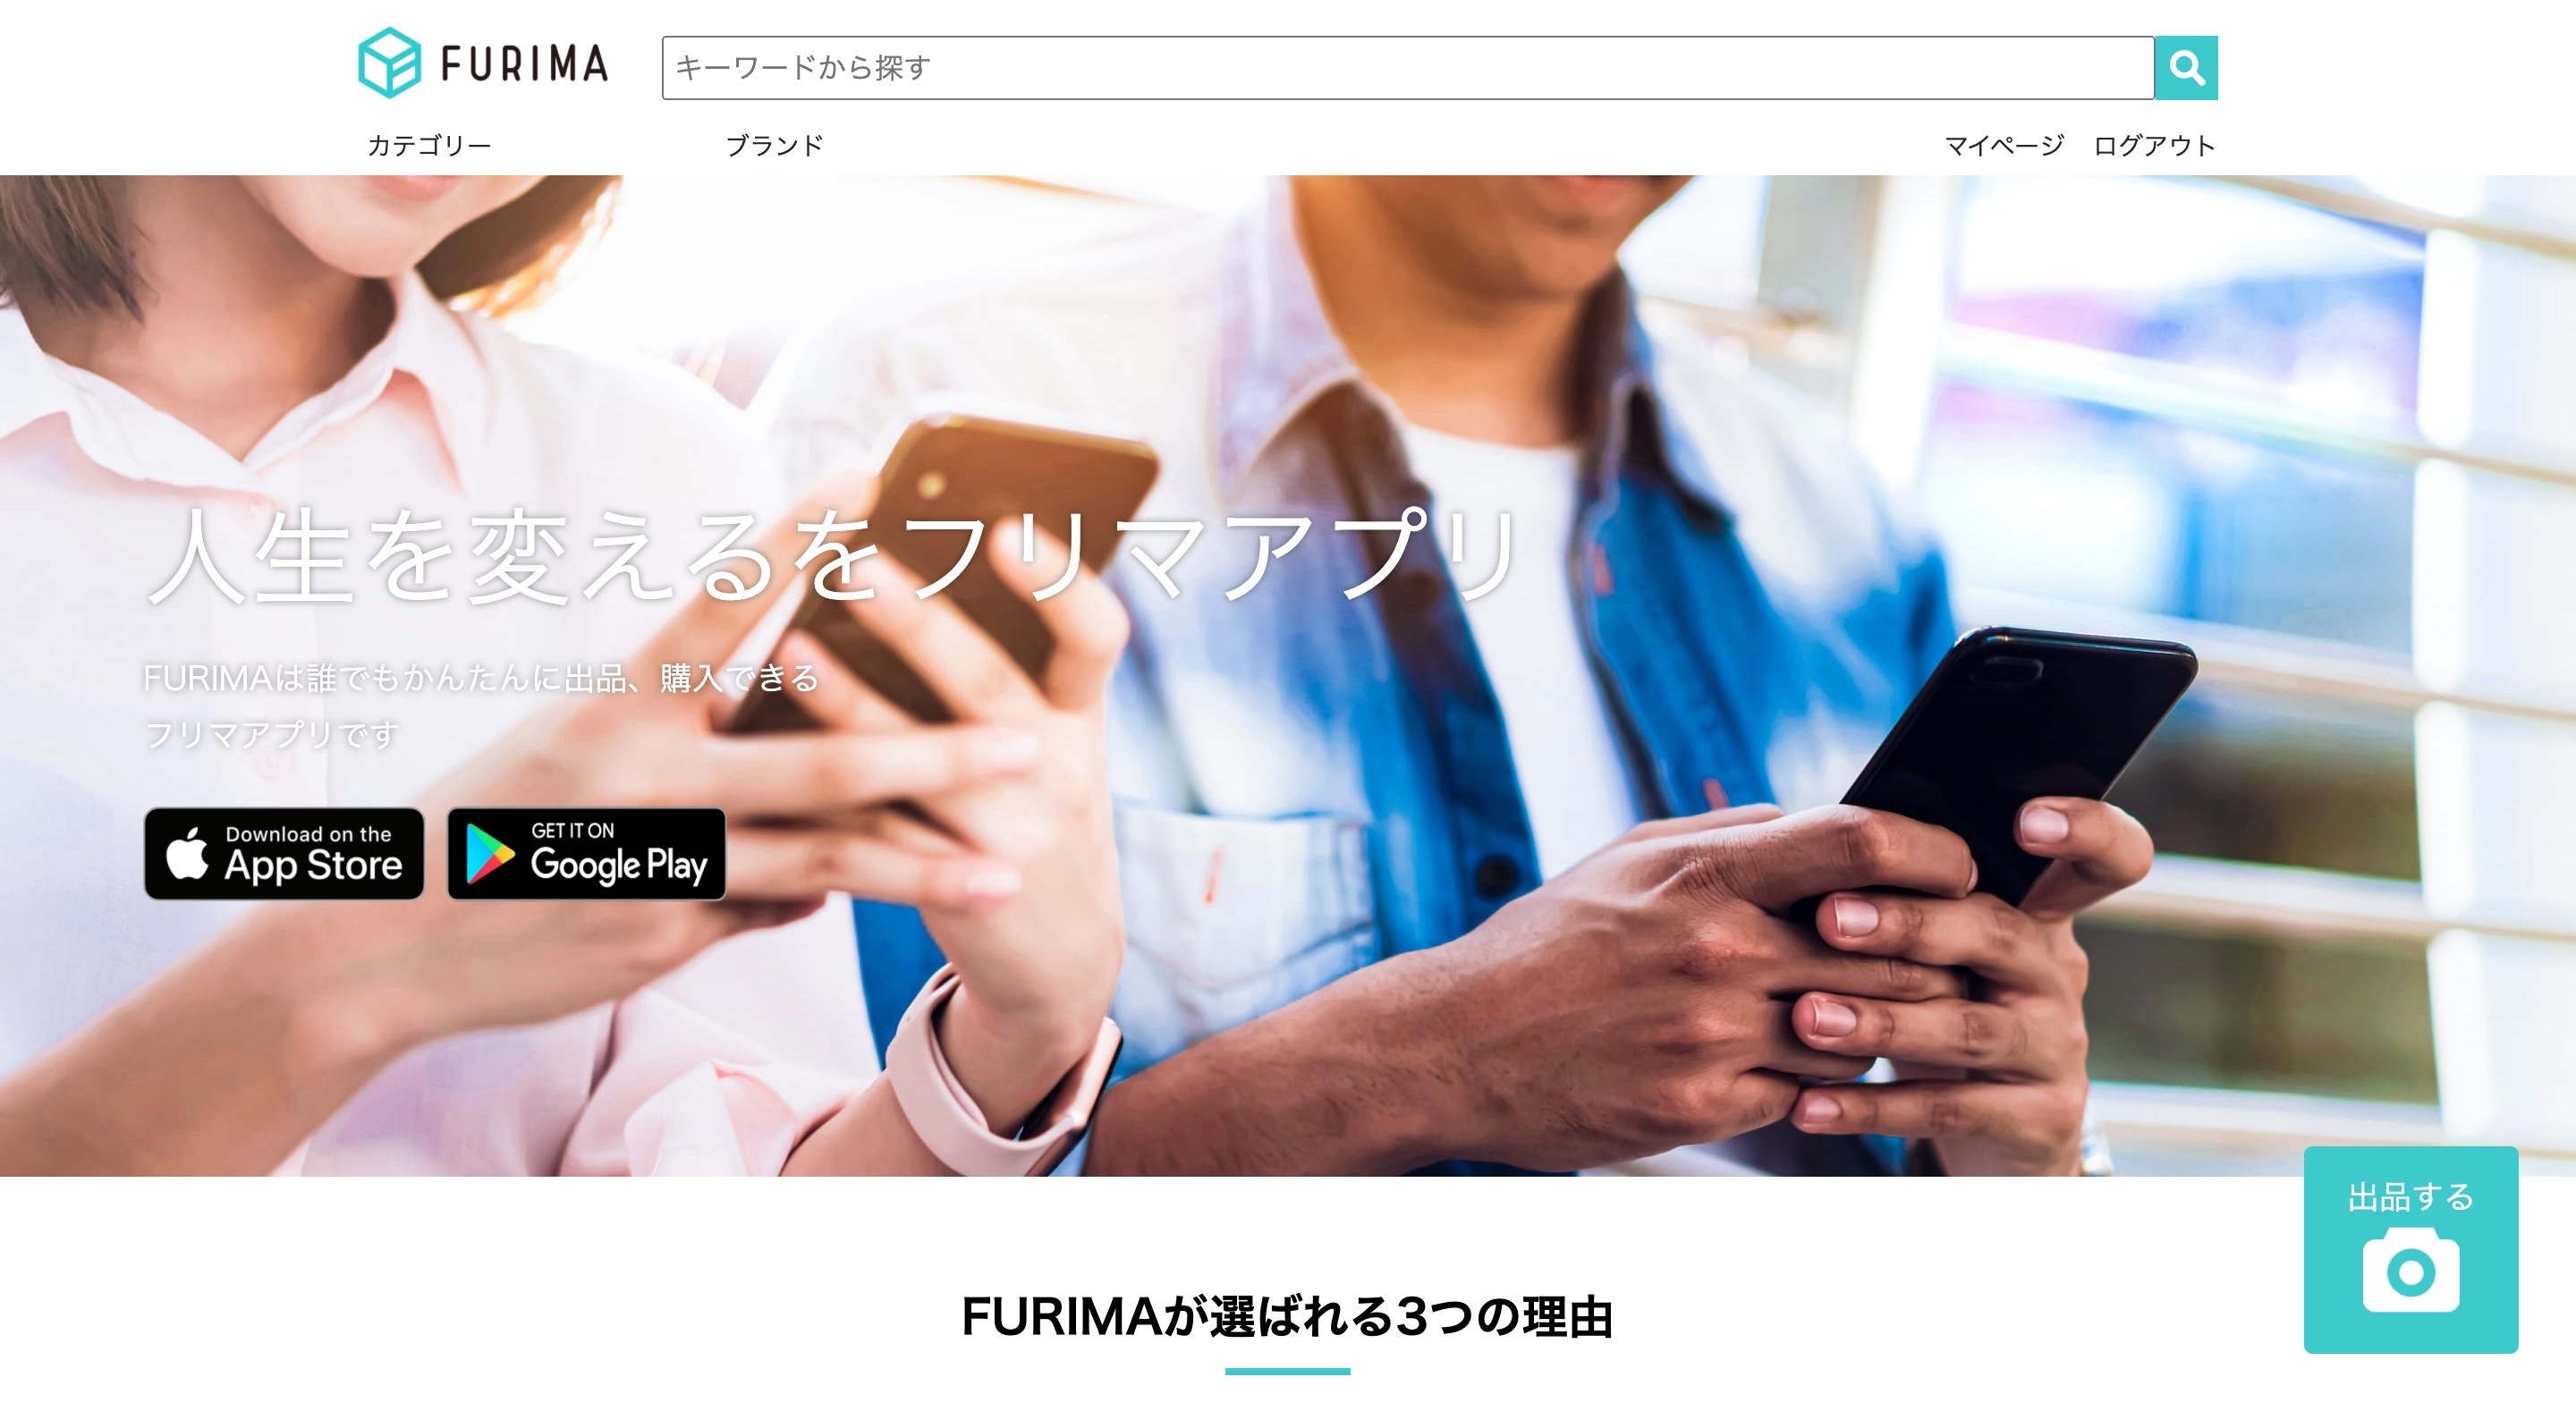 FURIMA
キーワードから探す
カテゴリー
ブランド
マイページ
ログアウト
人生を変えるをフリマアプリ
FURIMAは誰でもかんたんに出品、購入できる
フリマアプリです
Download on the
App Store
GET IT ON
Google Play
出品する
FURIMAが選ばれる3つの理由